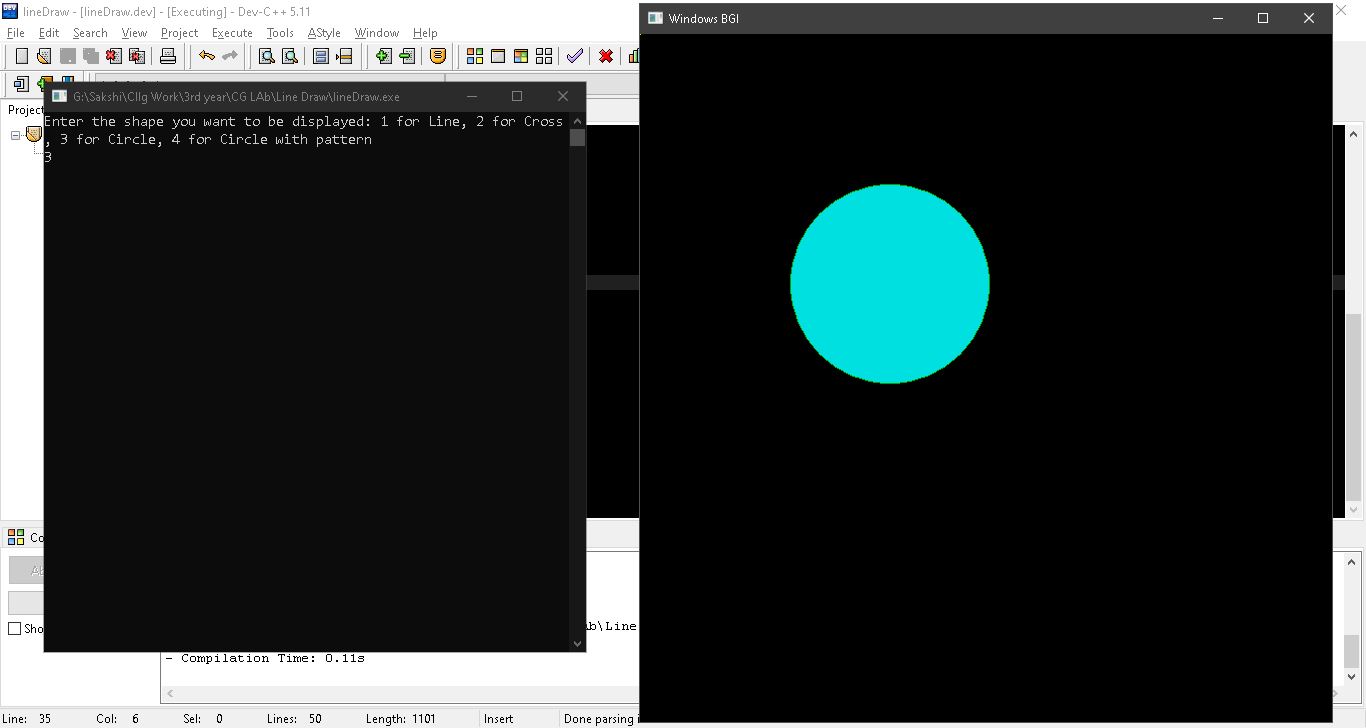 lineDraw - [lineDraw.dev] - [Executing] - Dev-C++ 5.11
File Edit Search View Project Execute Tools AStyle Window Help
Project
Windows BGI
G:\Sakshi\Cllg Work\3rd year\CG LAb\Line Draw\lineDraw.exe
Enter the shape you want to be displayed: 1 for Line, 2 for Cross
, 3 for Circle, 4 for Circle with pattern
3
Co
Ab
Sho
Ab\Line
- Compilation Time: 0.11s
Line: 35 Col: 6 Sel: 0 Lines: 50 Length: 1101 Insert Done parsing i